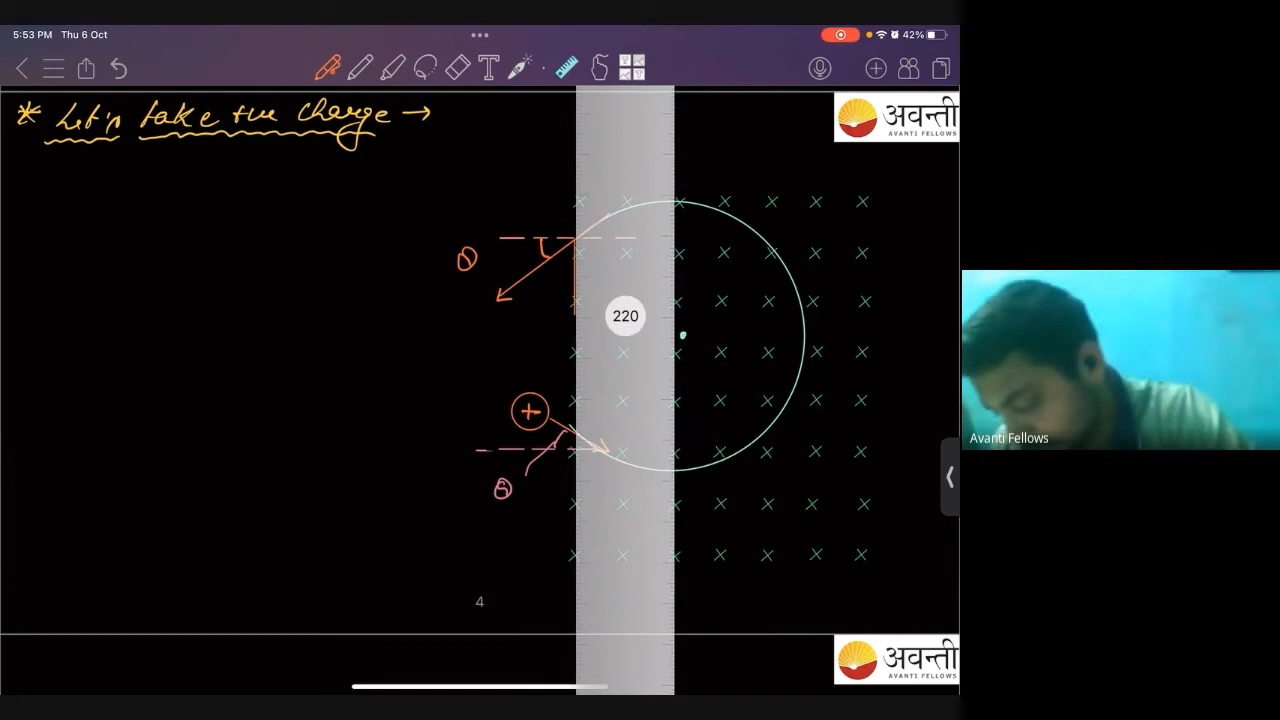 5:53 PM Thu 6 Oct
42%
* Let's take the charge →
अवन्ती
AVANTI FELLOWS
θ
220
+
θ
Avanti Fellows
4
अवन्ती
AVANTI FELLOWS